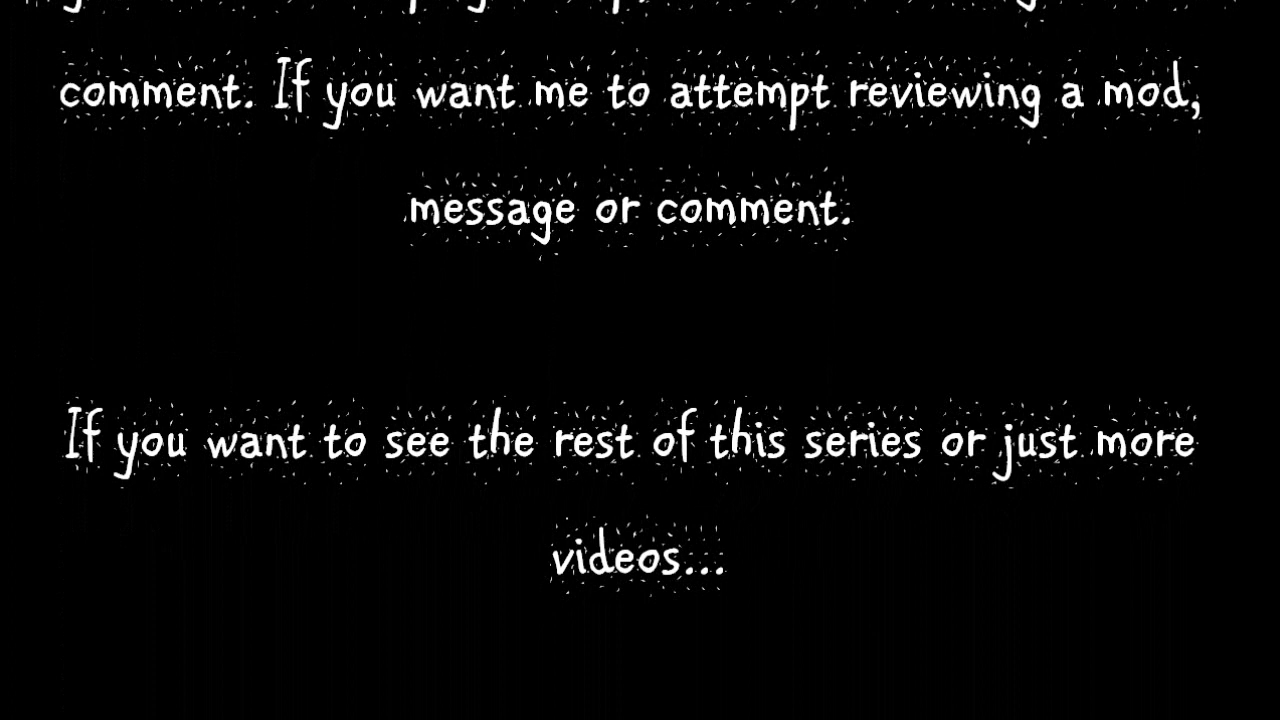 comment. If you want me to attempt reviewing a mod,
message or comment.
If you want to see the rest of this series or just more
videos...